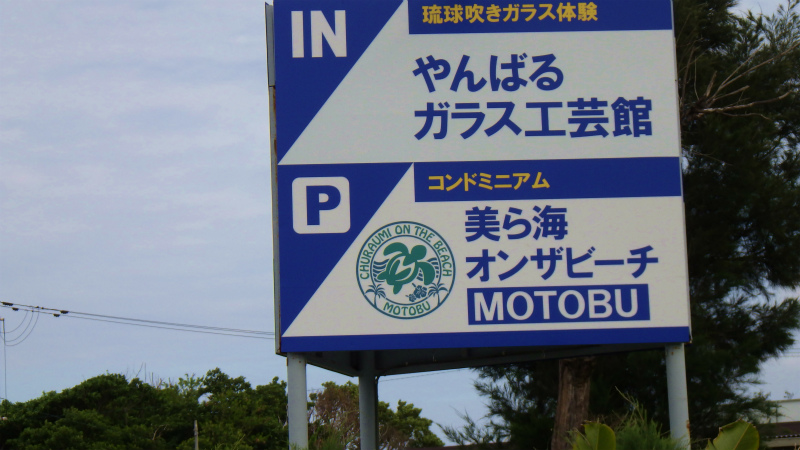 IN
琉球吹きガラス体験
やんばる
ガラス工芸館
P
コンドミニアム
美ら海
オンザビーチ
MOTOBU
CHURAUMI ON THE BEACH
MOTOBU